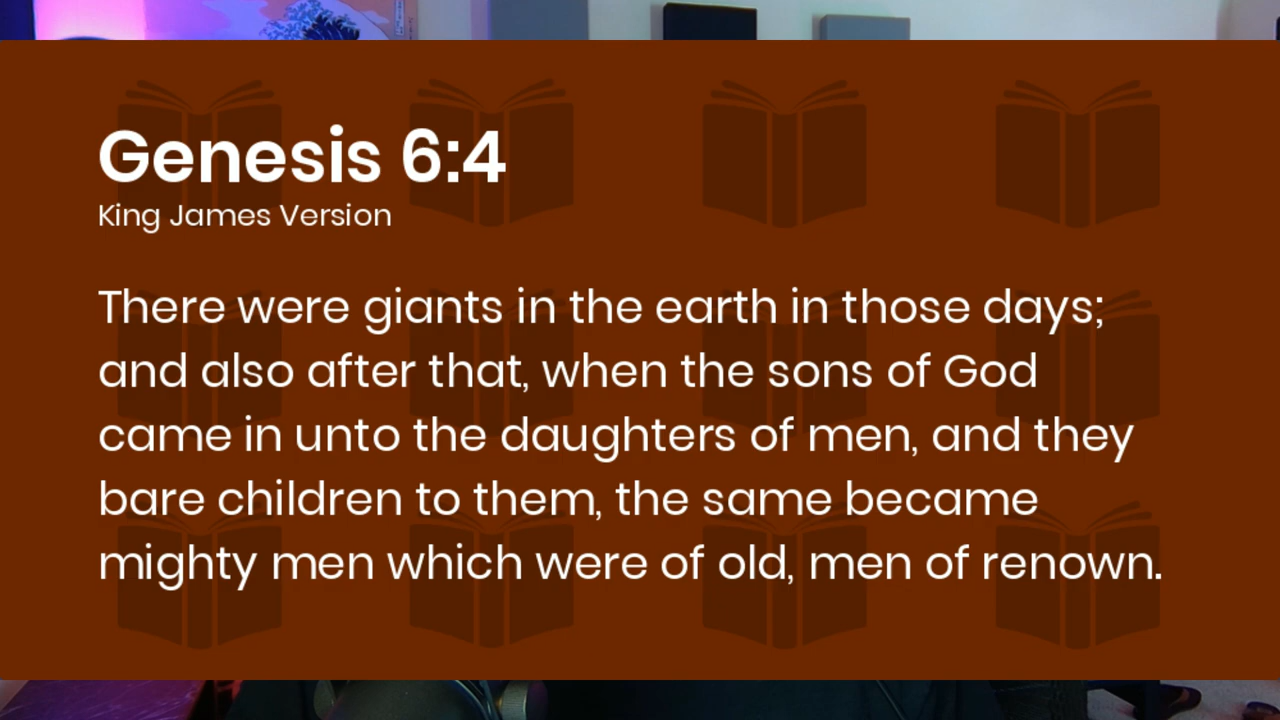 Genesis 6:4
King James Version
There were giants in the earth in those days;
and also after that, when the sons of God
came in unto the daughters of men, and they
bare children to them, the same became
mighty men which were of old, men of renown.